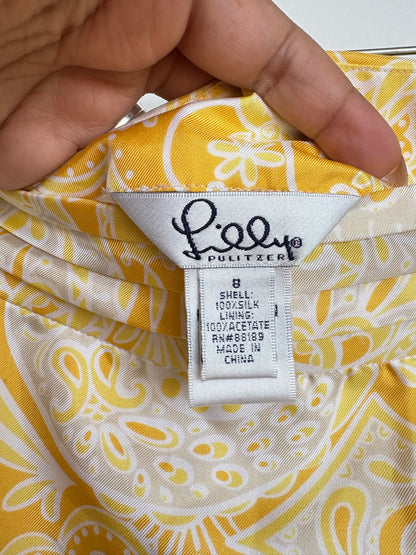 Lilly®
PULITZER
8
SHELL:
100%SILK
LINING:
100%ACETATE
RN#88189
MADE IN
CHINA